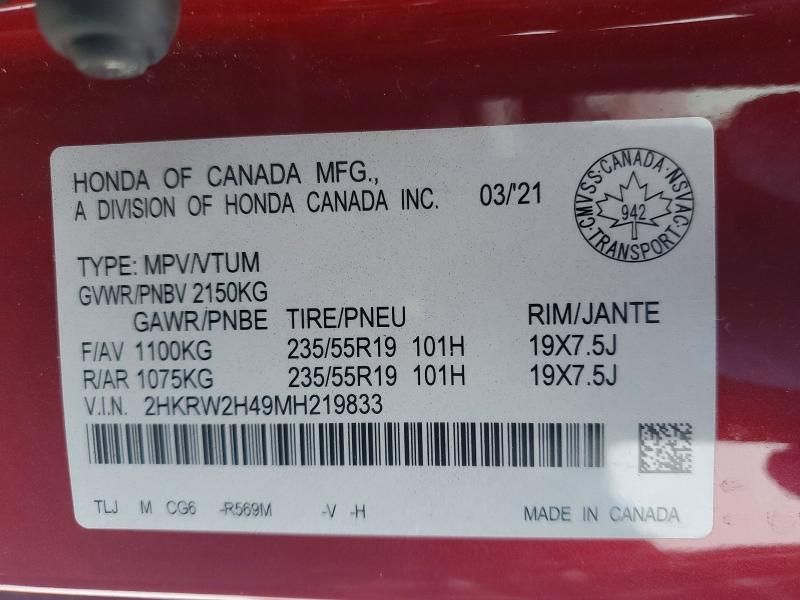 HONDA OF CANADA MFG.,
A DIVISION OF HONDA CANADA INC.
03/'21
CMVSS·CANADA·NSVAC·TRANSPORT·
942
TYPE: MPV/VTUM
GVWR/PNBV 2150KG
GAWR/PNBE TIRE/PNEU RIM/JANTE
F/AV 1100KG 235/55R19 101H 19X7.5J
R/AR 1075KG 235/55R19 101H 19X7.5J
V.I.N. 2HKRW2H49MH219833
TLJ M CG6 -R569M -V -H MADE IN CANADA